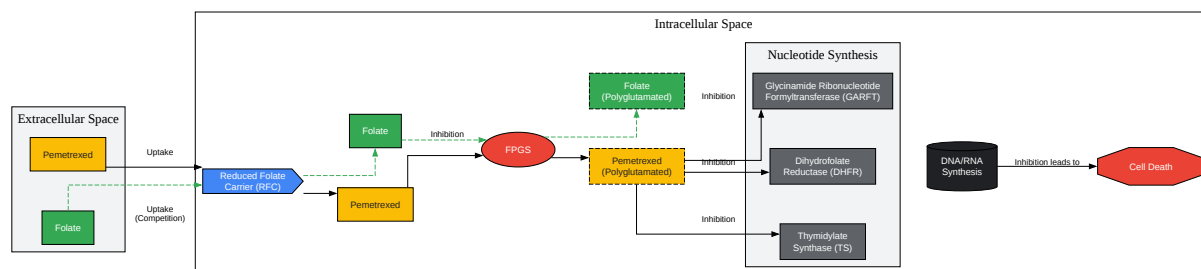 Intracellular Space
Extracellular Space
Pemetrexed
Folate
Uptake
Uptake
(Competition)
Reduced Folate
Carrier (RFC)
Folate
Pemetrexed
Inhibition
FPGS
Folate
(Polyglutamated)
Pemetrexed
(Polyglutamated)
Inhibition
Inhibition
Inhibition
Nucleotide Synthesis
Glycinamide Ribonucleotide
Formyltransferase (GARFT)
Dihydrofolate
Reductase (DHFR)
Thymidylate
Synthase (TS)
DNA/RNA
Synthesis
Inhibition leads to
Cell Death